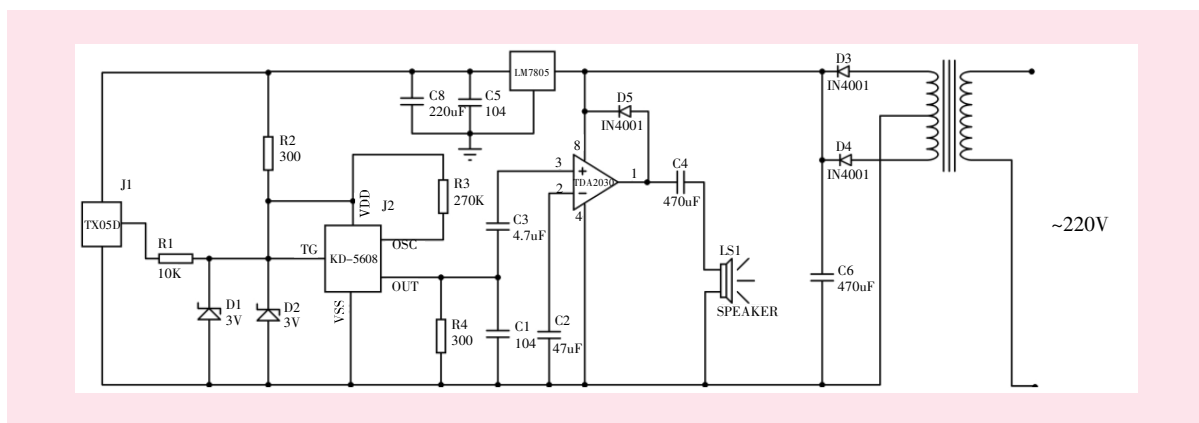 LM7805
D3
IN4001
C8
220uF
C5
104
D5
IN4001
R2
300
8
3
+
TDA2030
1
2
−
4
C4
470uF
D4
IN4001
J1
TX05D
VDD
J2
R3
270K
R1
10K
TG
KD-5608
OSC
OUT
VSS
C3
4.7uF
LS1
SPEAKER
~220V
C6
470uF
D1
3V
D2
3V
R4
300
C1
104
C2
47uF